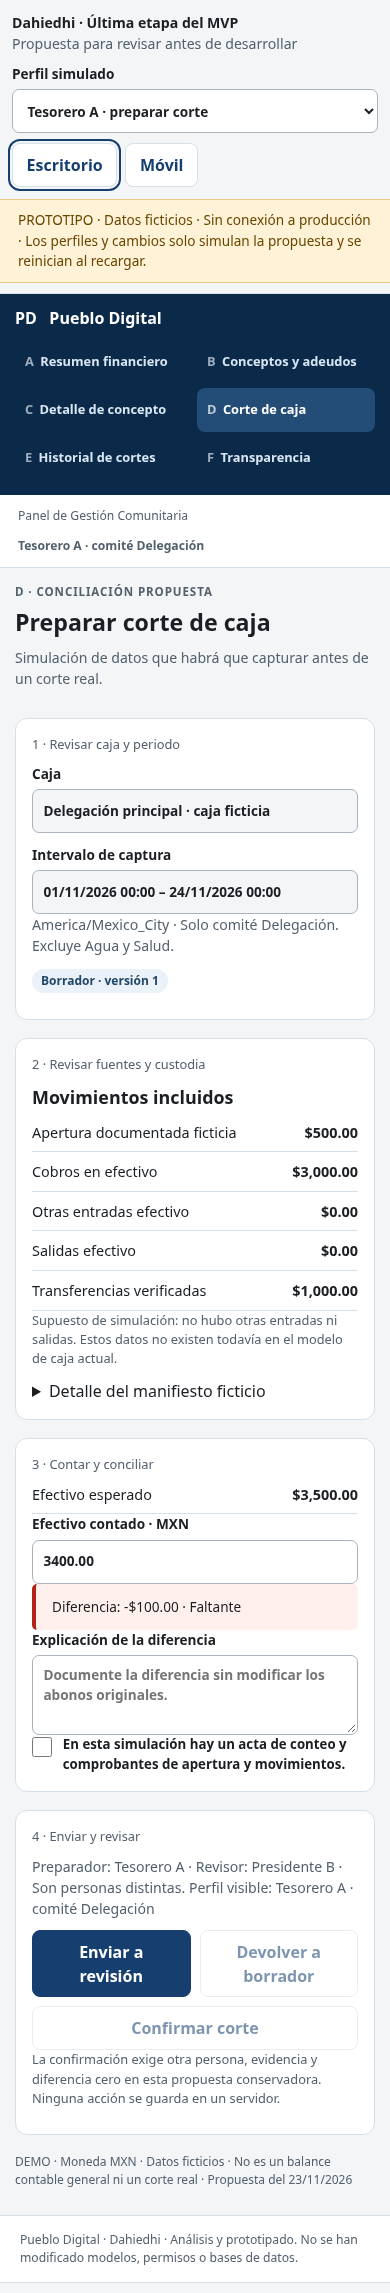 Dahiedhi · Última etapa del MVP
Propuesta para revisar antes de desarrollar
Perfil simulado
Tesorero A · preparar corte
Escritorio
Móvil
PROTOTIPO · Datos ficticios · Sin conexión a producción
· Los perfiles y cambios solo simulan la propuesta y se
reinician al recargar.
PD Pueblo Digital
A Resumen financiero
B Conceptos y adeudos
C Detalle de concepto
D Corte de caja
E Historial de cortes
F Transparencia
Panel de Gestión Comunitaria
Tesorero A · comité Delegación
D · CONCILIACIÓN PROPUESTA
Preparar corte de caja
Simulación de datos que habrá que capturar antes de
un corte real.
1 · Revisar caja y periodo
Caja
Delegación principal · caja ficticia
Intervalo de captura
01/11/2026 00:00 – 24/11/2026 00:00
America/Mexico_City · Solo comité Delegación.
Excluye Agua y Salud.
Borrador · versión 1
2 · Revisar fuentes y custodia
Movimientos incluidos
Apertura documentada ficticia $500.00
Cobros en efectivo $3,000.00
Otras entradas efectivo $0.00
Salidas efectivo $0.00
Transferencias verificadas $1,000.00
Supuesto de simulación: no hubo otras entradas ni
salidas. Estos datos no existen todavía en el modelo
de caja actual.
Detalle del manifiesto ficticio
3 · Contar y conciliar
Efectivo esperado $3,500.00
Efectivo contado · MXN
3400.00
Diferencia: -$100.00 · Faltante
Explicación de la diferencia
Documente la diferencia sin modificar los
abonos originales.
En esta simulación hay un acta de conteo y
comprobantes de apertura y movimientos.
4 · Enviar y revisar
Preparador: Tesorero A · Revisor: Presidente B ·
Son personas distintas. Perfil visible: Tesorero A ·
comité Delegación
Enviar a
revisión
Devolver a
borrador
Confirmar corte
La confirmación exige otra persona, evidencia y
diferencia cero en esta propuesta conservadora.
Ninguna acción se guarda en un servidor.
DEMO · Moneda MXN · Datos ficticios · No es un balance
contable general ni un corte real · Propuesta del 23/11/2026
Pueblo Digital · Dahiedhi · Análisis y prototipado. No se han
modificado modelos, permisos o bases de datos.